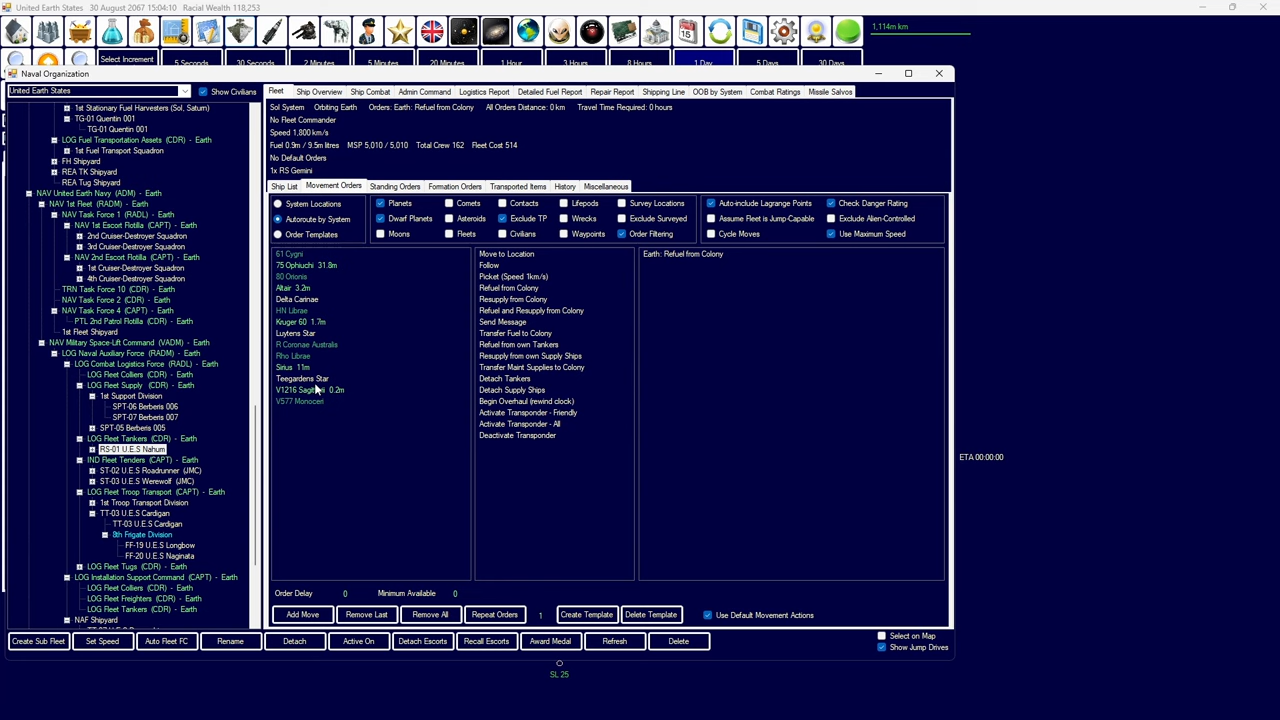 United Earth States   30 August 2067 15:04:10   Racial Wealth 118,253
1,114m km
Select Increment
5 Seconds
30 Seconds
2 Minutes
5 Minutes
20 Minutes
1 Hour
3 Hours
8 Hours
1 Day
5 Days
30 Days
Naval Organization
United Earth States
Show Civilians
1st Stationary Fuel Harvesters (Sol, Saturn)
TG-01 Quentin 001
TG-01 Quentin 001
LOG Fuel Transportation Assets (CDR) - Earth
1st Fuel Transport Squadron
FH Shipyard
REA TK Shipyard
REA Tug Shipyard
NAV United Earth Navy (ADM) - Earth
NAV 1st Fleet (RADM) - Earth
NAV Task Force 1 (RADL) - Earth
NAV 1st Escort Flotilla (CAPT) - Earth
2nd Cruiser-Destroyer Squadron
3rd Cruiser-Destroyer Squadron
NAV 2nd Escort Flotilla (CAPT) - Earth
1st Cruiser-Destroyer Squadron
4th Cruiser-Destroyer Squadron
TRN Task Force 10 (CDR) - Earth
NAV Task Force 2 (CDR) - Earth
NAV Task Force 4 (CAPT) - Earth
PTL 2nd Patrol Flotilla (CDR) - Earth
1st Fleet Shipyard
NAV Military Space-Lift Command (VADM) - Earth
LOG Naval Auxiliary Force (RADM) - Earth
LOG Combat Logistics Force (RADL) - Earth
LOG Fleet Colliers (CDR) - Earth
LOG Fleet Supply (CDR) - Earth
1st Support Division
SPT-06 Berberis 006
SPT-07 Berberis 007
SPT-05 Berberis 005
LOG Fleet Tankers (CDR) - Earth
RS-01 U.E.S Nahum
IND Fleet Tenders (CAPT) - Earth
ST-02 U.E.S Roadrunner (JMC)
ST-03 U.E.S Werewolf (JMC)
LOG Fleet Troop Transport (CAPT) - Earth
1st Troop Transport Division
TT-03 U.E.S Cardigan
TT-03 U.E.S Cardigan
8th Frigate Division
FF-19 U.E.S Longbow
FF-20 U.E.S Naginata
LOG Fleet Tugs (CDR) - Earth
LOG Installation Support Command (CAPT) - Earth
LOG Fleet Colliers (CDR) - Earth
LOG Fleet Freighters (CDR) - Earth
LOG Fleet Tankers (CDR) - Earth
NAF Shipyard
Fleet
Ship Overview
Ship Combat
Admin Command
Logistics Report
Detailed Fuel Report
Repair Report
Shipping Line
OOB by System
Combat Ratings
Missile Salvos
Sol System   Orbiting Earth   Orders: Earth: Refuel from Colony   All Orders Distance: 0 km   Travel Time Required: 0 hours
No Fleet Commander
Speed 1,800 km/s
Fuel 0.9m / 9.5m litres   MSP 5,010 / 5,010   Total Crew 162   Fleet Cost 514
No Default Orders
1x RS Gemini
Ship List
Movement Orders
Standing Orders
Formation Orders
Transported Items
History
Miscellaneous
System Locations
Autoroute by System
Order Templates
Planets
Comets
Contacts
Lifepods
Survey Locations
Dwarf Planets
Asteroids
Exclude TP
Wrecks
Exclude Surveyed
Moons
Fleets
Civilians
Waypoints
Order Filtering
Auto-include Lagrange Points
Check Danger Rating
Assume Fleet is Jump-Capable
Exclude Alien-Controlled
Cycle Moves
Use Maximum Speed
61 Cygni
75 Ophiuchi 31.8m
80 Orionis
Altair 3.2m
Delta Carinae
HN Librae
Kruger 60 1.7m
Luytens Star
R Coronae Australis
Rho Librae
Sirius 11m
Teegardens Star
V1216 0.2m
V577 Monoceri
Move to Location
Follow
Picket (Speed 1km/s)
Refuel from Colony
Resupply from Colony
Refuel and Resupply from Colony
Send Message
Transfer Fuel to Colony
Refuel from own Tankers
Resupply from own Supply Ships
Transfer Maint Supplies to Colony
Detach Tankers
Detach Supply Ships
Begin Overhaul (rewind clock)
Activate Transponder - Friendly
Activate Transponder - All
Deactivate Transponder
Earth: Refuel from Colony
ETA 00:00:00
Order Delay   0   Minimum Available   0
Add Move
Remove Last
Remove All
Repeat Orders
1
Create Template
Delete Template
Use Default Movement Actions
Create Sub Fleet
Set Speed
Auto Fleet FC
Rename
Detach
Active On
Detach Escorts
Recall Escorts
Award Medal
Refresh
Delete
Select on Map
Show Jump Drives
SL 25